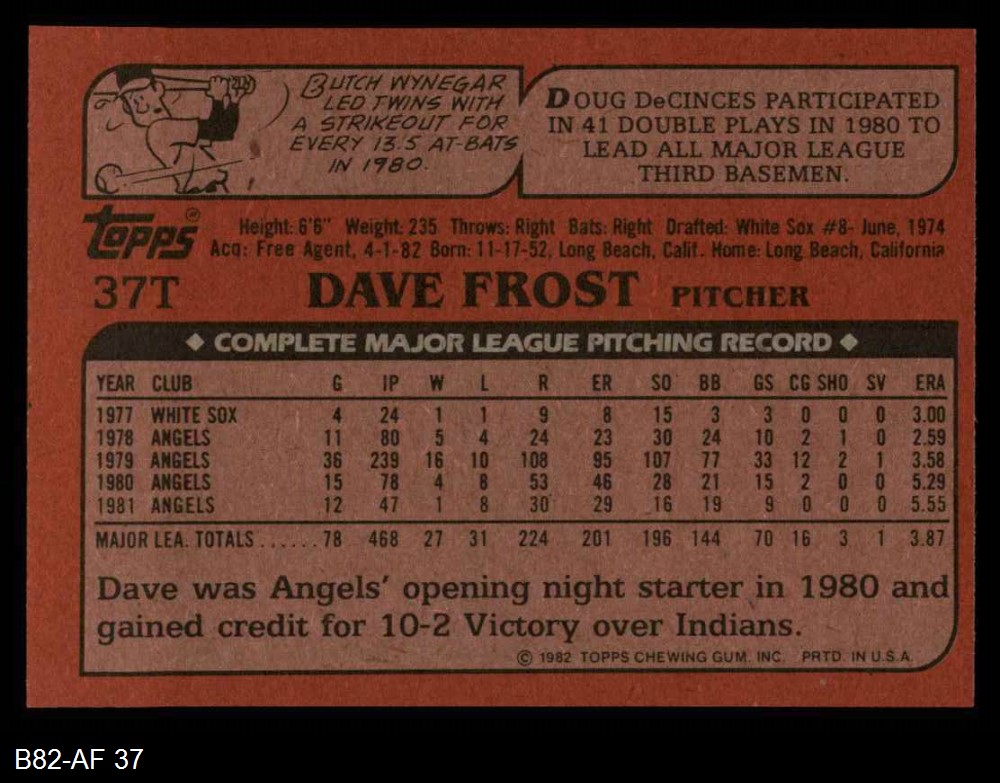 BUTCH WYNEGAR
LED TWINS WITH
A STRIKEOUT FOR
EVERY 13.5 AT-BATS
IN 1980.
DOUG DeCINCES PARTICIPATED
IN 41 DOUBLE PLAYS IN 1980 TO
LEAD ALL MAJOR LEAGUE
THIRD BASEMEN.
Topps®
Height: 6'6" Weight: 235 Throws: Right Bats: Right Drafted: White Sox #8- June, 1974
Acq: Free Agent, 4-1-82 Born: 11-17-52, Long Beach, Calif. Home: Long Beach, California
37T DAVE FROST PITCHER
◆ COMPLETE MAJOR LEAGUE PITCHING RECORD ◆
YEAR CLUB G IP W L R ER SO BB GS CG SHO SV ERA
1977 WHITE SOX 4 24 1 1 9 8 15 3 3 0 0 0 3.00
1978 ANGELS 11 80 5 4 24 23 30 24 10 2 1 0 2.59
1979 ANGELS 36 239 16 10 108 95 107 77 33 12 2 1 3.58
1980 ANGELS 15 78 4 8 53 46 28 21 15 2 0 0 5.29
1981 ANGELS 12 47 1 8 30 29 16 19 9 0 0 0 5.55
MAJOR LEA. TOTALS......78 468 27 31 224 201 196 144 70 16 3 1 3.87
Dave was Angels' opening night starter in 1980 and
gained credit for 10-2 Victory over Indians.
© 1982 TOPPS CHEWING GUM. INC. PRTD. IN U.S.A.
B82-AF 37